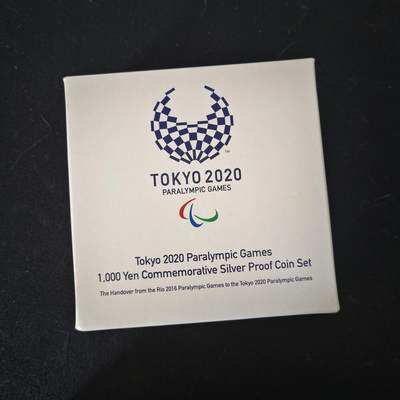 TM
TOKYO 2020
PARALYMPIC GAMES
Tokyo 2020 Paralympic Games
1,000 Yen Commemorative Silver Proof Coin Set
The Handover from the Rio 2016 Paralympic Games to the Tokyo 2020 Paralympic Games